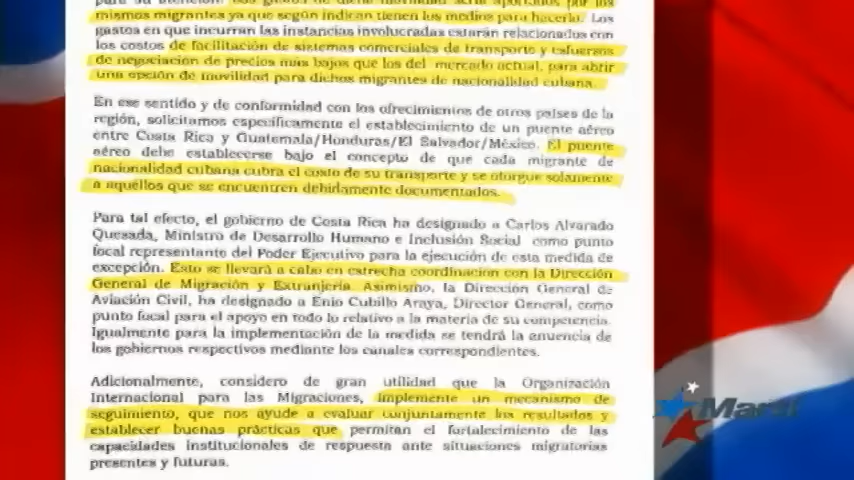 mismos migrantes ya que según indican tienen los medios para hacerlo. Los
gastos en que incurran las instancias involucradas estarán relacionados con
los costos de facilitación de sistemas comerciales de transporte y esfuerzos
de negociación de precios más bajos que los del mercado actual, para abrir
una opción de movilidad para dichos migrantes de nacionalidad cubana.
En ese sentido y de conformidad con los ofrecimientos de otros países de la
región, solicitamos específicamente el establecimiento de un puente aéreo
entre Costa Rica y Guatemala/Honduras/El Salvador/México. El puente
aéreo debe establecerse bajo el concepto de que cada migrante de
nacionalidad cubana cubra el costo de su transporte y se otorgue solamente
a aquéllos que se encuentren debidamente documentados.
Para tal efecto, el gobierno de Costa Rica ha designado a Carlos Alvarado
Quesada, Ministro de Desarrollo Humano e Inclusión Social como punto
focal representante del Poder Ejecutivo para la ejecución de esta medida de
excepción. Esto se llevará a cabo en estrecha coordinación con la Dirección
General de Migración y Extranjería. Asimismo, la Dirección General de
Aviación Civil, ha designado a Enio Cubillo Araya, Director General, como
punto focal para el apoyo en todo lo relativo a la materia de su competencia.
Igualmente para la implementación de la medida se tendrá la anuencia de
los gobiernos respectivos mediante los canales correspondientes.
Adicionalmente, considero de gran utilidad que la Organización
Internacional para las Migraciones, implemente un mecanismo de
seguimiento, que nos ayude a evaluar conjuntamente los resultados y
establecer buenas prácticas que permitan el fortalecimiento de las
capacidades institucionales de respuesta ante situaciones migratorias
presentes y futuras.
Martí